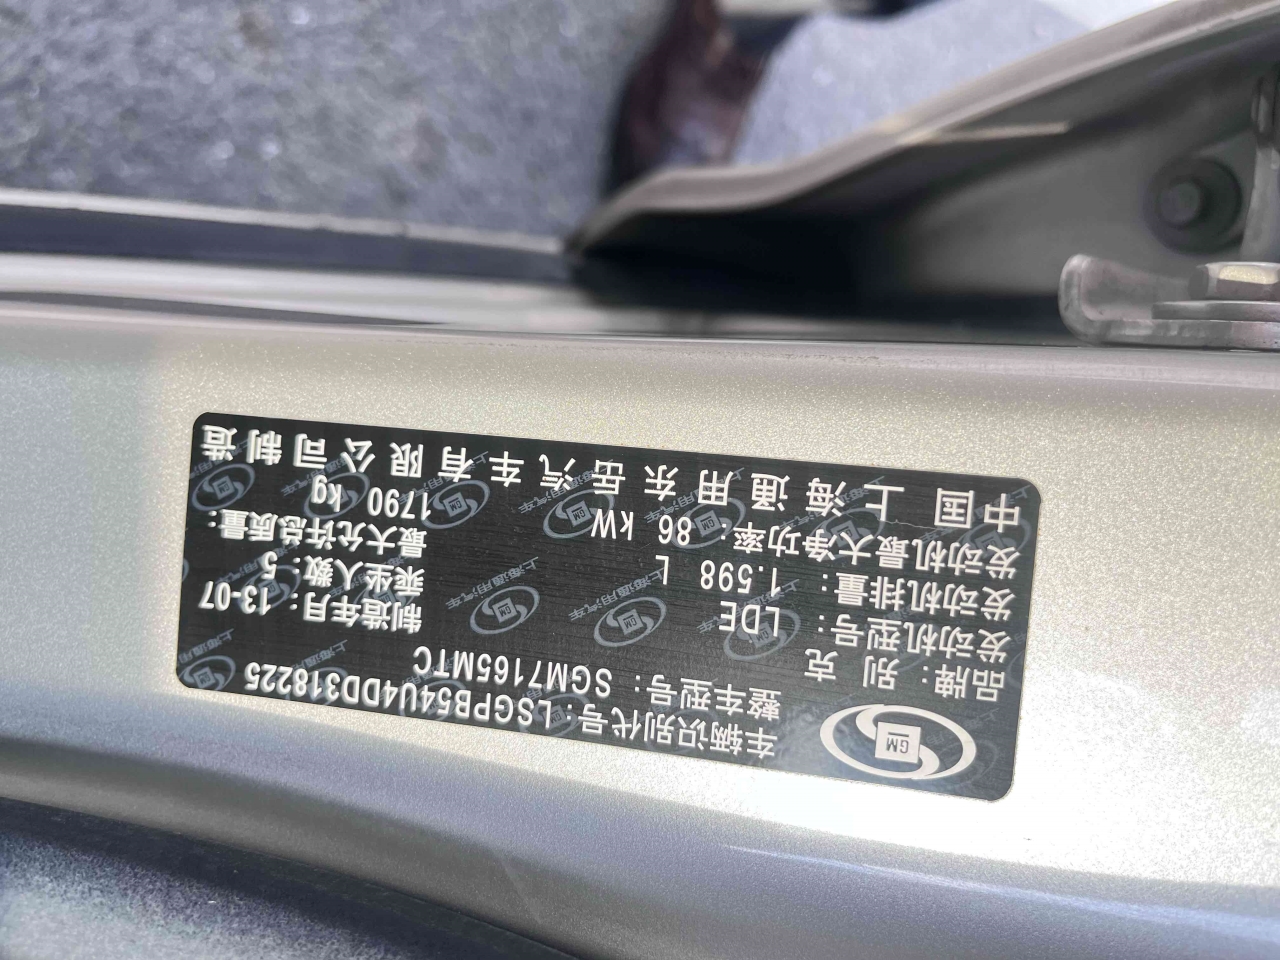 车辆识别代号:LSGPB54U4DD318225
整车型号: SGM7165MTC
GM
品牌: 别 克
发动机型号: LDE 制造年月:13-07
发动机排量: 1.598 L 乘坐人数:5
发动机最大净功率: 86 kW 最大允许总质量: 1790 kg
中国 上海通用东岳汽车有限公司制造